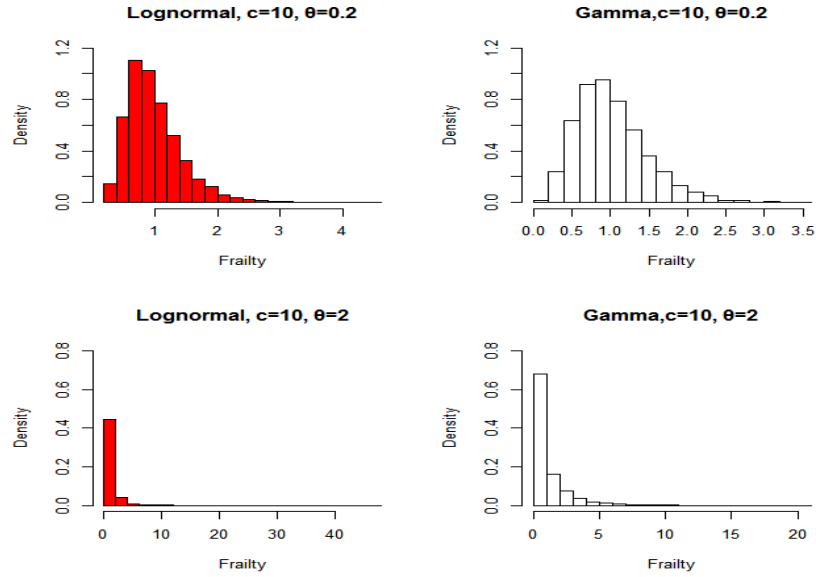 Lognormal, c=10, θ=0.2
Density
0.0 0.4 0.8 1.2
1 2 3 4
Frailty
Gamma,c=10, θ=0.2
Density
0.0 0.4 0.8 1.2
0.0 0.5 1.0 1.5 2.0 2.5 3.0 3.5
Frailty
Lognormal, c=10, θ=2
Density
0.0 0.2 0.4 0.6 0.8
0 10 20 30 40
Frailty
Gamma,c=10, θ=2
Density
0.0 0.2 0.4 0.6 0.8
0 5 10 15 20
Frailty